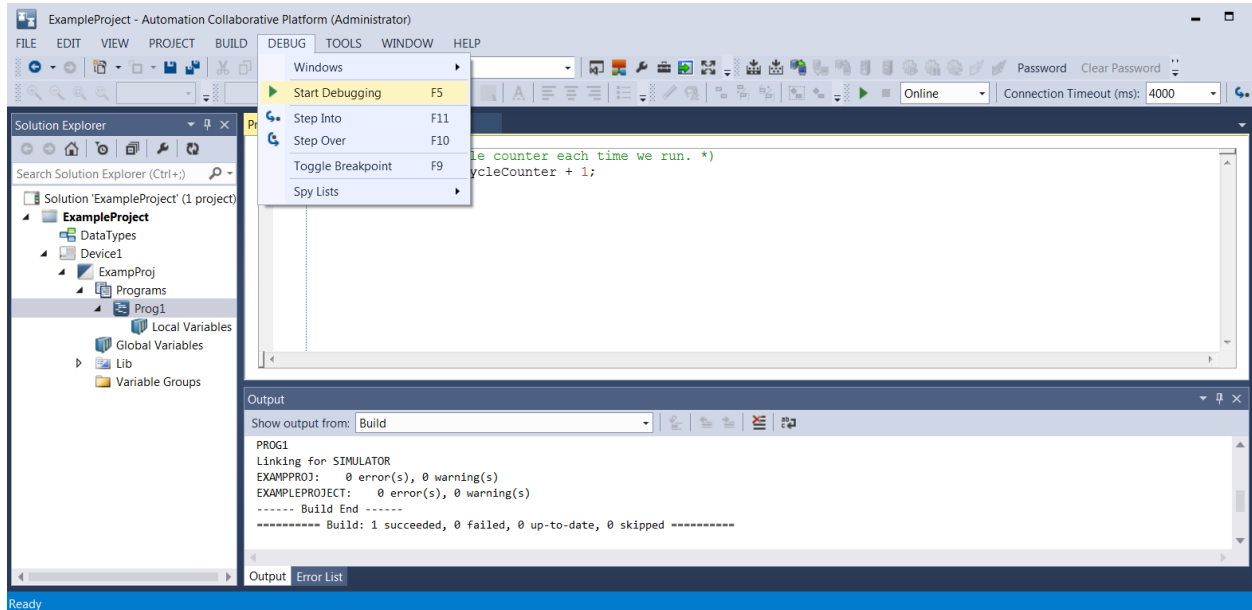 ExampleProject - Automation Collaborative Platform (Administrator)
FILE EDIT VIEW PROJECT BUILD DEBUG TOOLS WINDOW HELP
Password Clear Password
Online Connection Timeout (ms): 4000
Windows
Start Debugging F5
Step Into F11
Step Over F10
Toggle Breakpoint F9
Spy Lists
Solution Explorer
Search Solution Explorer (Ctrl+;)
Solution 'ExampleProject' (1 project)
ExampleProject
DataTypes
Device1
ExampProj
Programs
Prog1
Local Variables
Global Variables
Lib
Variable Groups
Pr
le counter each time we run. *)
ycleCounter + 1;
Output
Show output from: Build
PROG1
Linking for SIMULATOR
EXAMPPROJ: 0 error(s), 0 warning(s)
EXAMPLEPROJECT: 0 error(s), 0 warning(s)
------ Build End ------
========== Build: 1 succeeded, 0 failed, 0 up-to-date, 0 skipped ==========
Output Error List
Ready